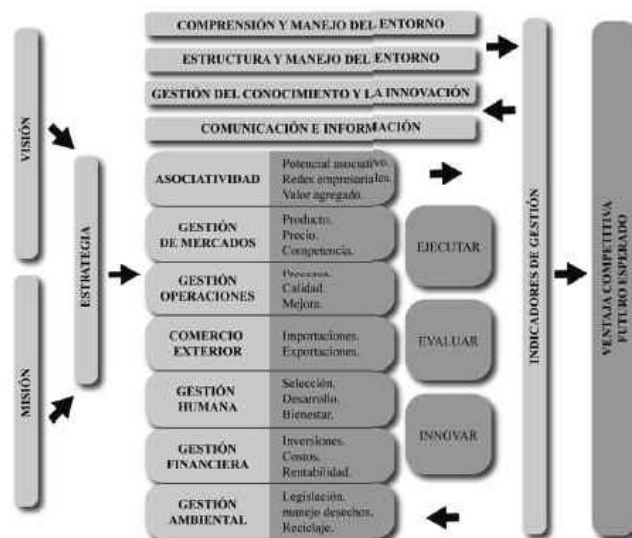 COMPRENSIÓN Y MANEJO DEL ENTORNO
ESTRUCTURA Y MANEJO DEL ENTORNO
GESTIÓN DEL CONOCIMIENTO Y LA INNOVACIÓN
COMUNICACIÓN E INFORMACIÓN
VISIÓN
MISIÓN
ESTRATEGIA
ASOCIATIVIDAD
Potencial asociativo.
Redes empresariales.
Valor agregado.
GESTIÓN
DE MERCADOS
Producto.
Precio.
Competencia.
GESTIÓN
OPERACIONES
Procesos.
Calidad.
Mejora.
COMERCIO
EXTERIOR
Importaciones.
Exportaciones.
GESTIÓN
HUMANA
Selección.
Desarrollo.
Bienestar.
GESTIÓN
FINANCIERA
Inversiones.
Costos.
Rentabilidad.
GESTIÓN
AMBIENTAL
Legislación.
manejo desechos.
Reciclaje.
EJECUTAR
EVALUAR
INNOVAR
INDICADORES DE GESTIÓN
VENTAJA COMPETITIVA
FUTURO ESPERADO